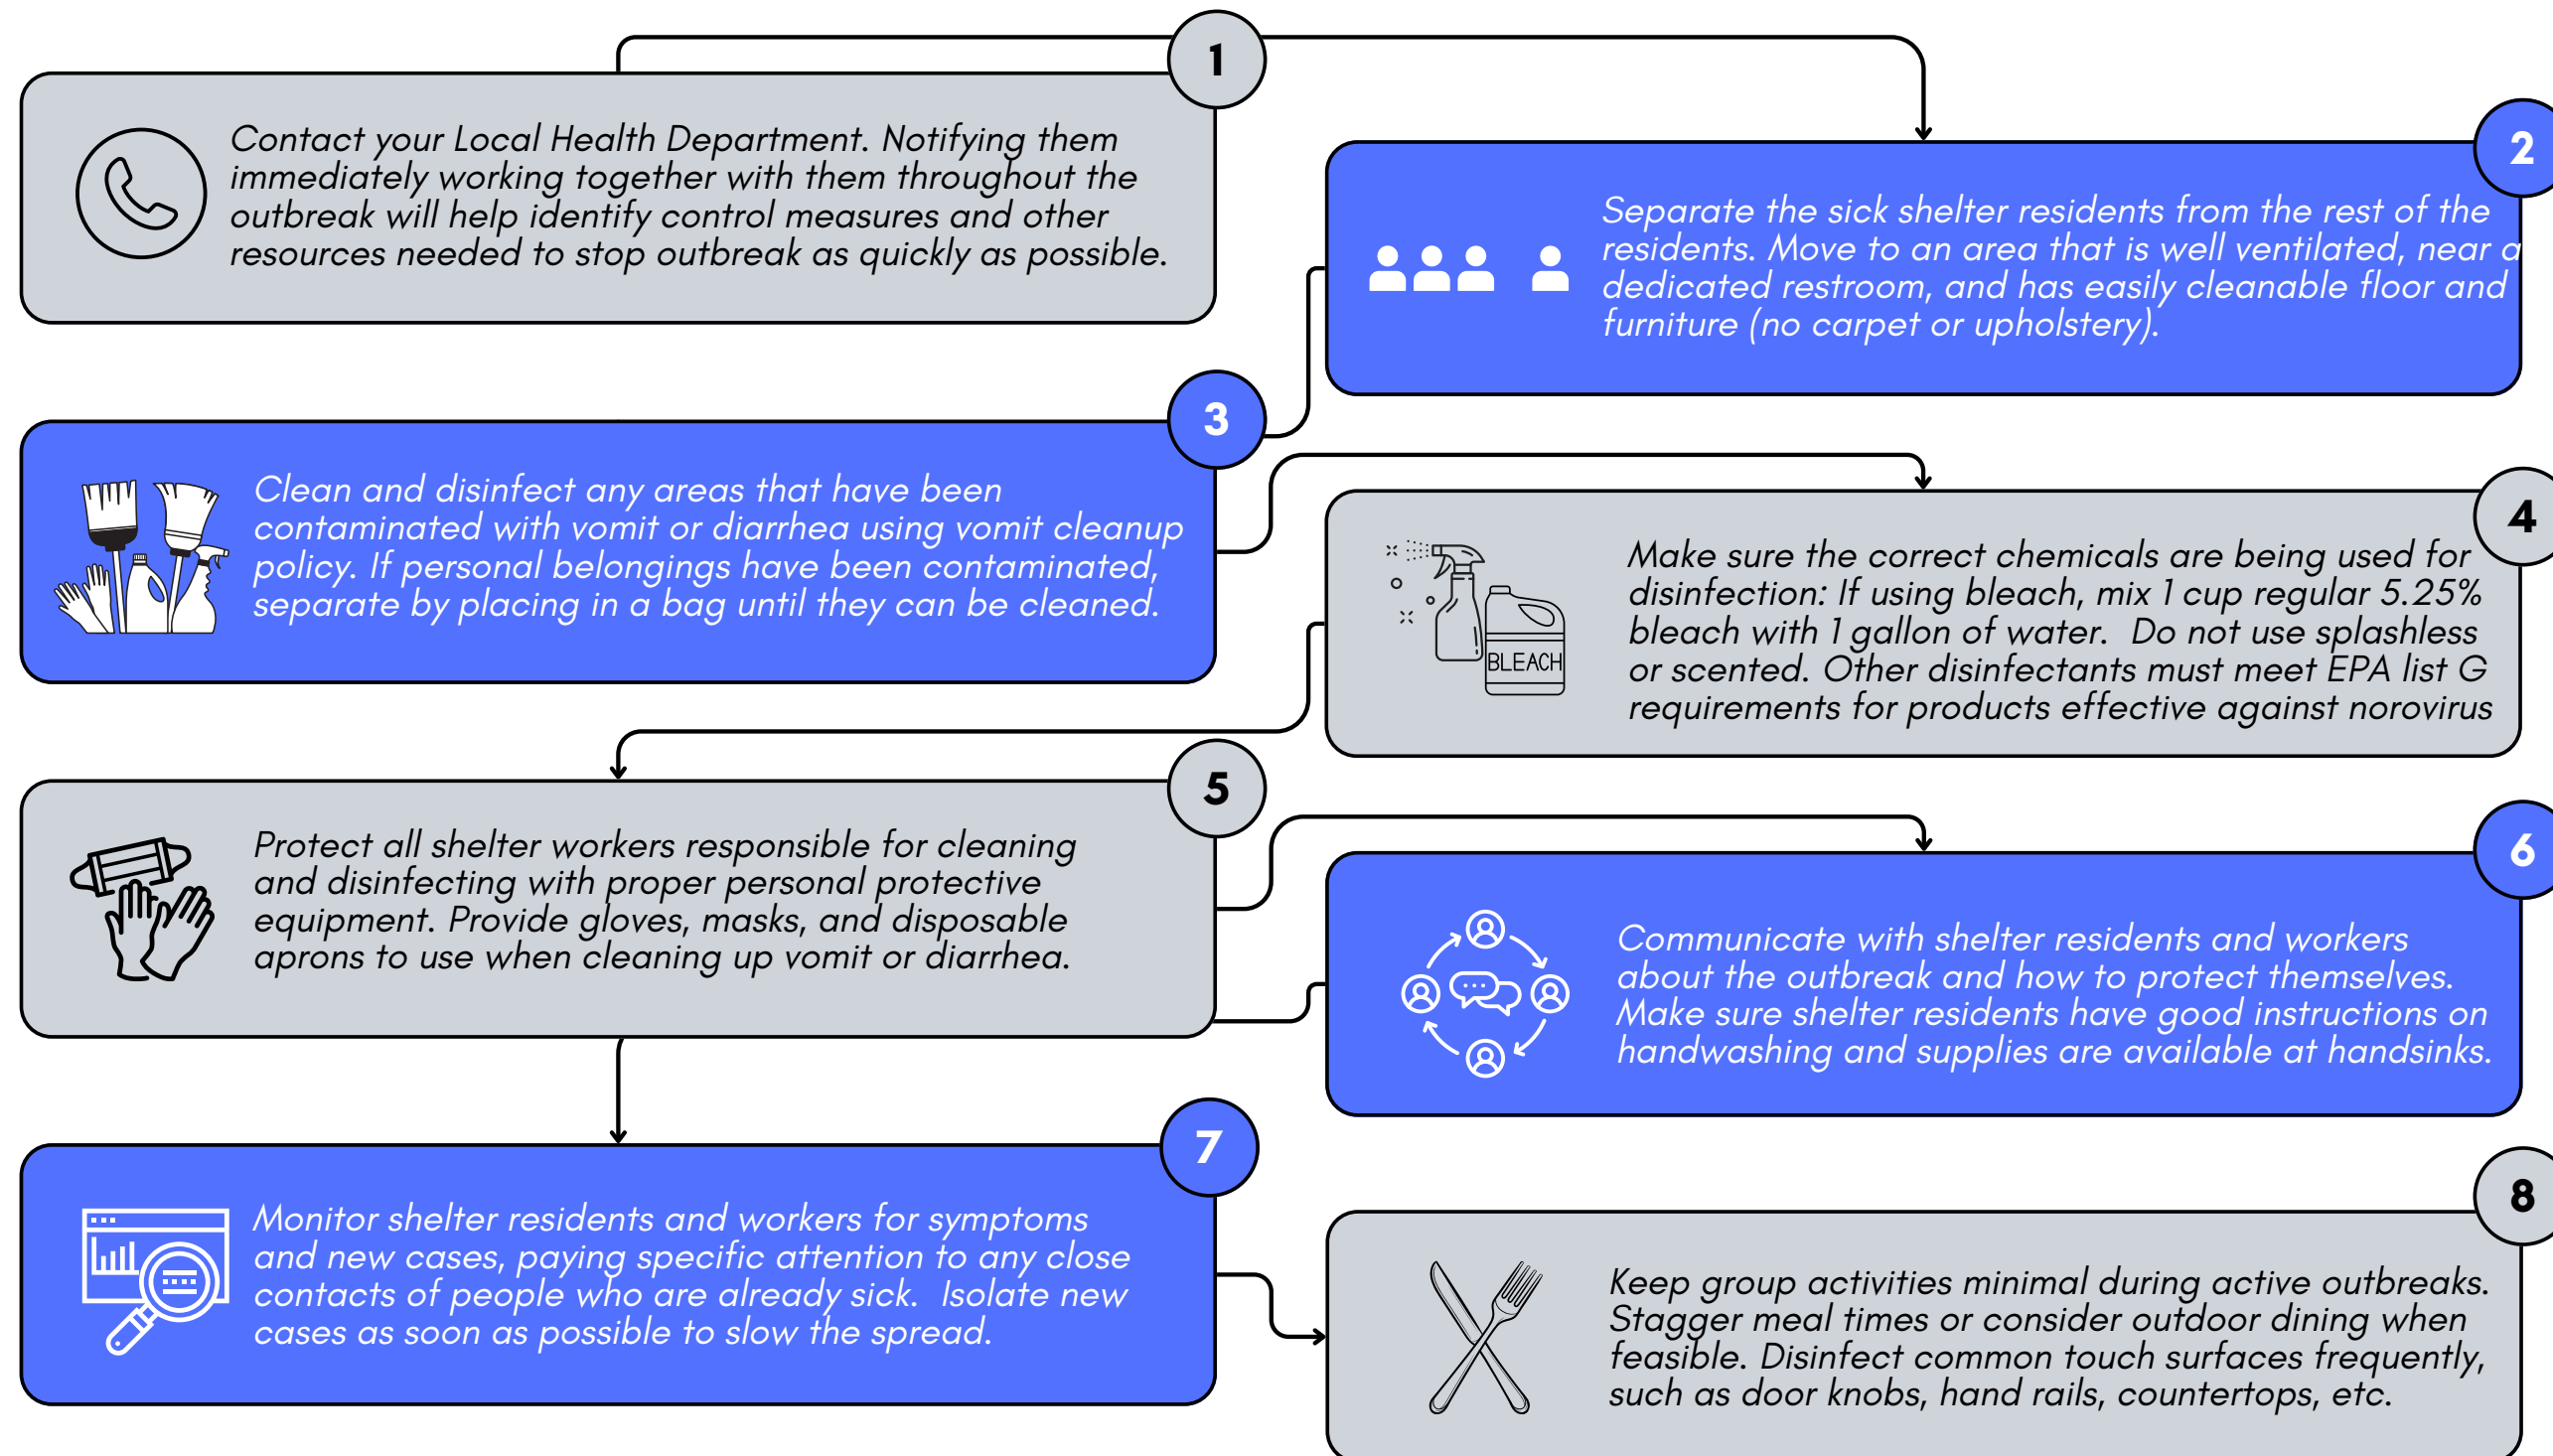 1
Contact your Local Health Department. Notifying them
immediately working together with them throughout the
outbreak will help identify control measures and other
resources needed to stop outbreak as quickly as possible.
2
Separate the sick shelter residents from the rest of the
residents. Move to an area that is well ventilated, near a
dedicated restroom, and has easily cleanable floor and
furniture (no carpet or upholstery).
3
Clean and disinfect any areas that have been
contaminated with vomit or diarrhea using vomit cleanup
policy. If personal belongings have been contaminated,
separate by placing in a bag until they can be cleaned.
4
Make sure the correct chemicals are being used for
disinfection: If using bleach, mix 1 cup regular 5.25%
bleach with 1 gallon of water.  Do not use splashless
or scented. Other disinfectants must meet EPA list G
requirements for products effective against norovirus
BLEACH
5
Protect all shelter workers responsible for cleaning
and disinfecting with proper personal protective
equipment. Provide gloves, masks, and disposable
aprons to use when cleaning up vomit or diarrhea.
6
Communicate with shelter residents and workers
about the outbreak and how to protect themselves.
Make sure shelter residents have good instructions on
handwashing and supplies are available at handsinks.
7
Monitor shelter residents and workers for symptoms
and new cases, paying specific attention to any close
contacts of people who are already sick.  Isolate new
cases as soon as possible to slow the spread.
8
Keep group activities minimal during active outbreaks.
Stagger meal times or consider outdoor dining when
feasible. Disinfect common touch surfaces frequently,
such as door knobs, hand rails, countertops, etc.